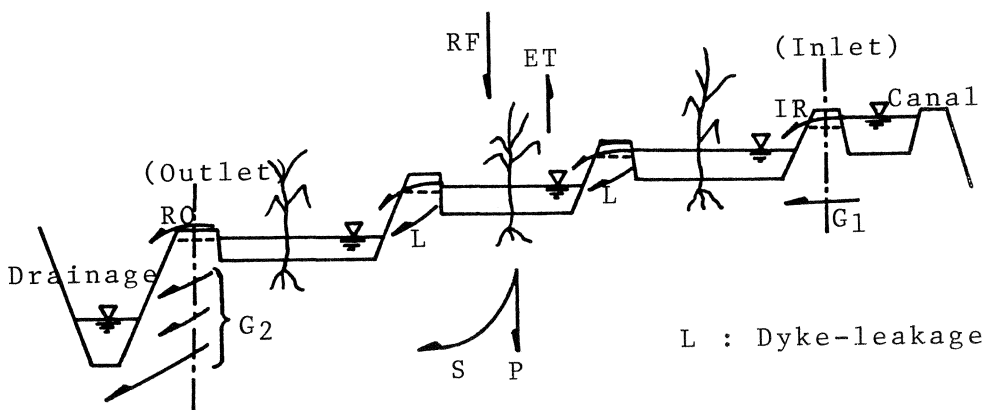 RF
ET
(Inlet)
IR
Canal
(Outlet)
RO
L
L
G1
Drainage
G2
S
P
L : Dyke-leakage